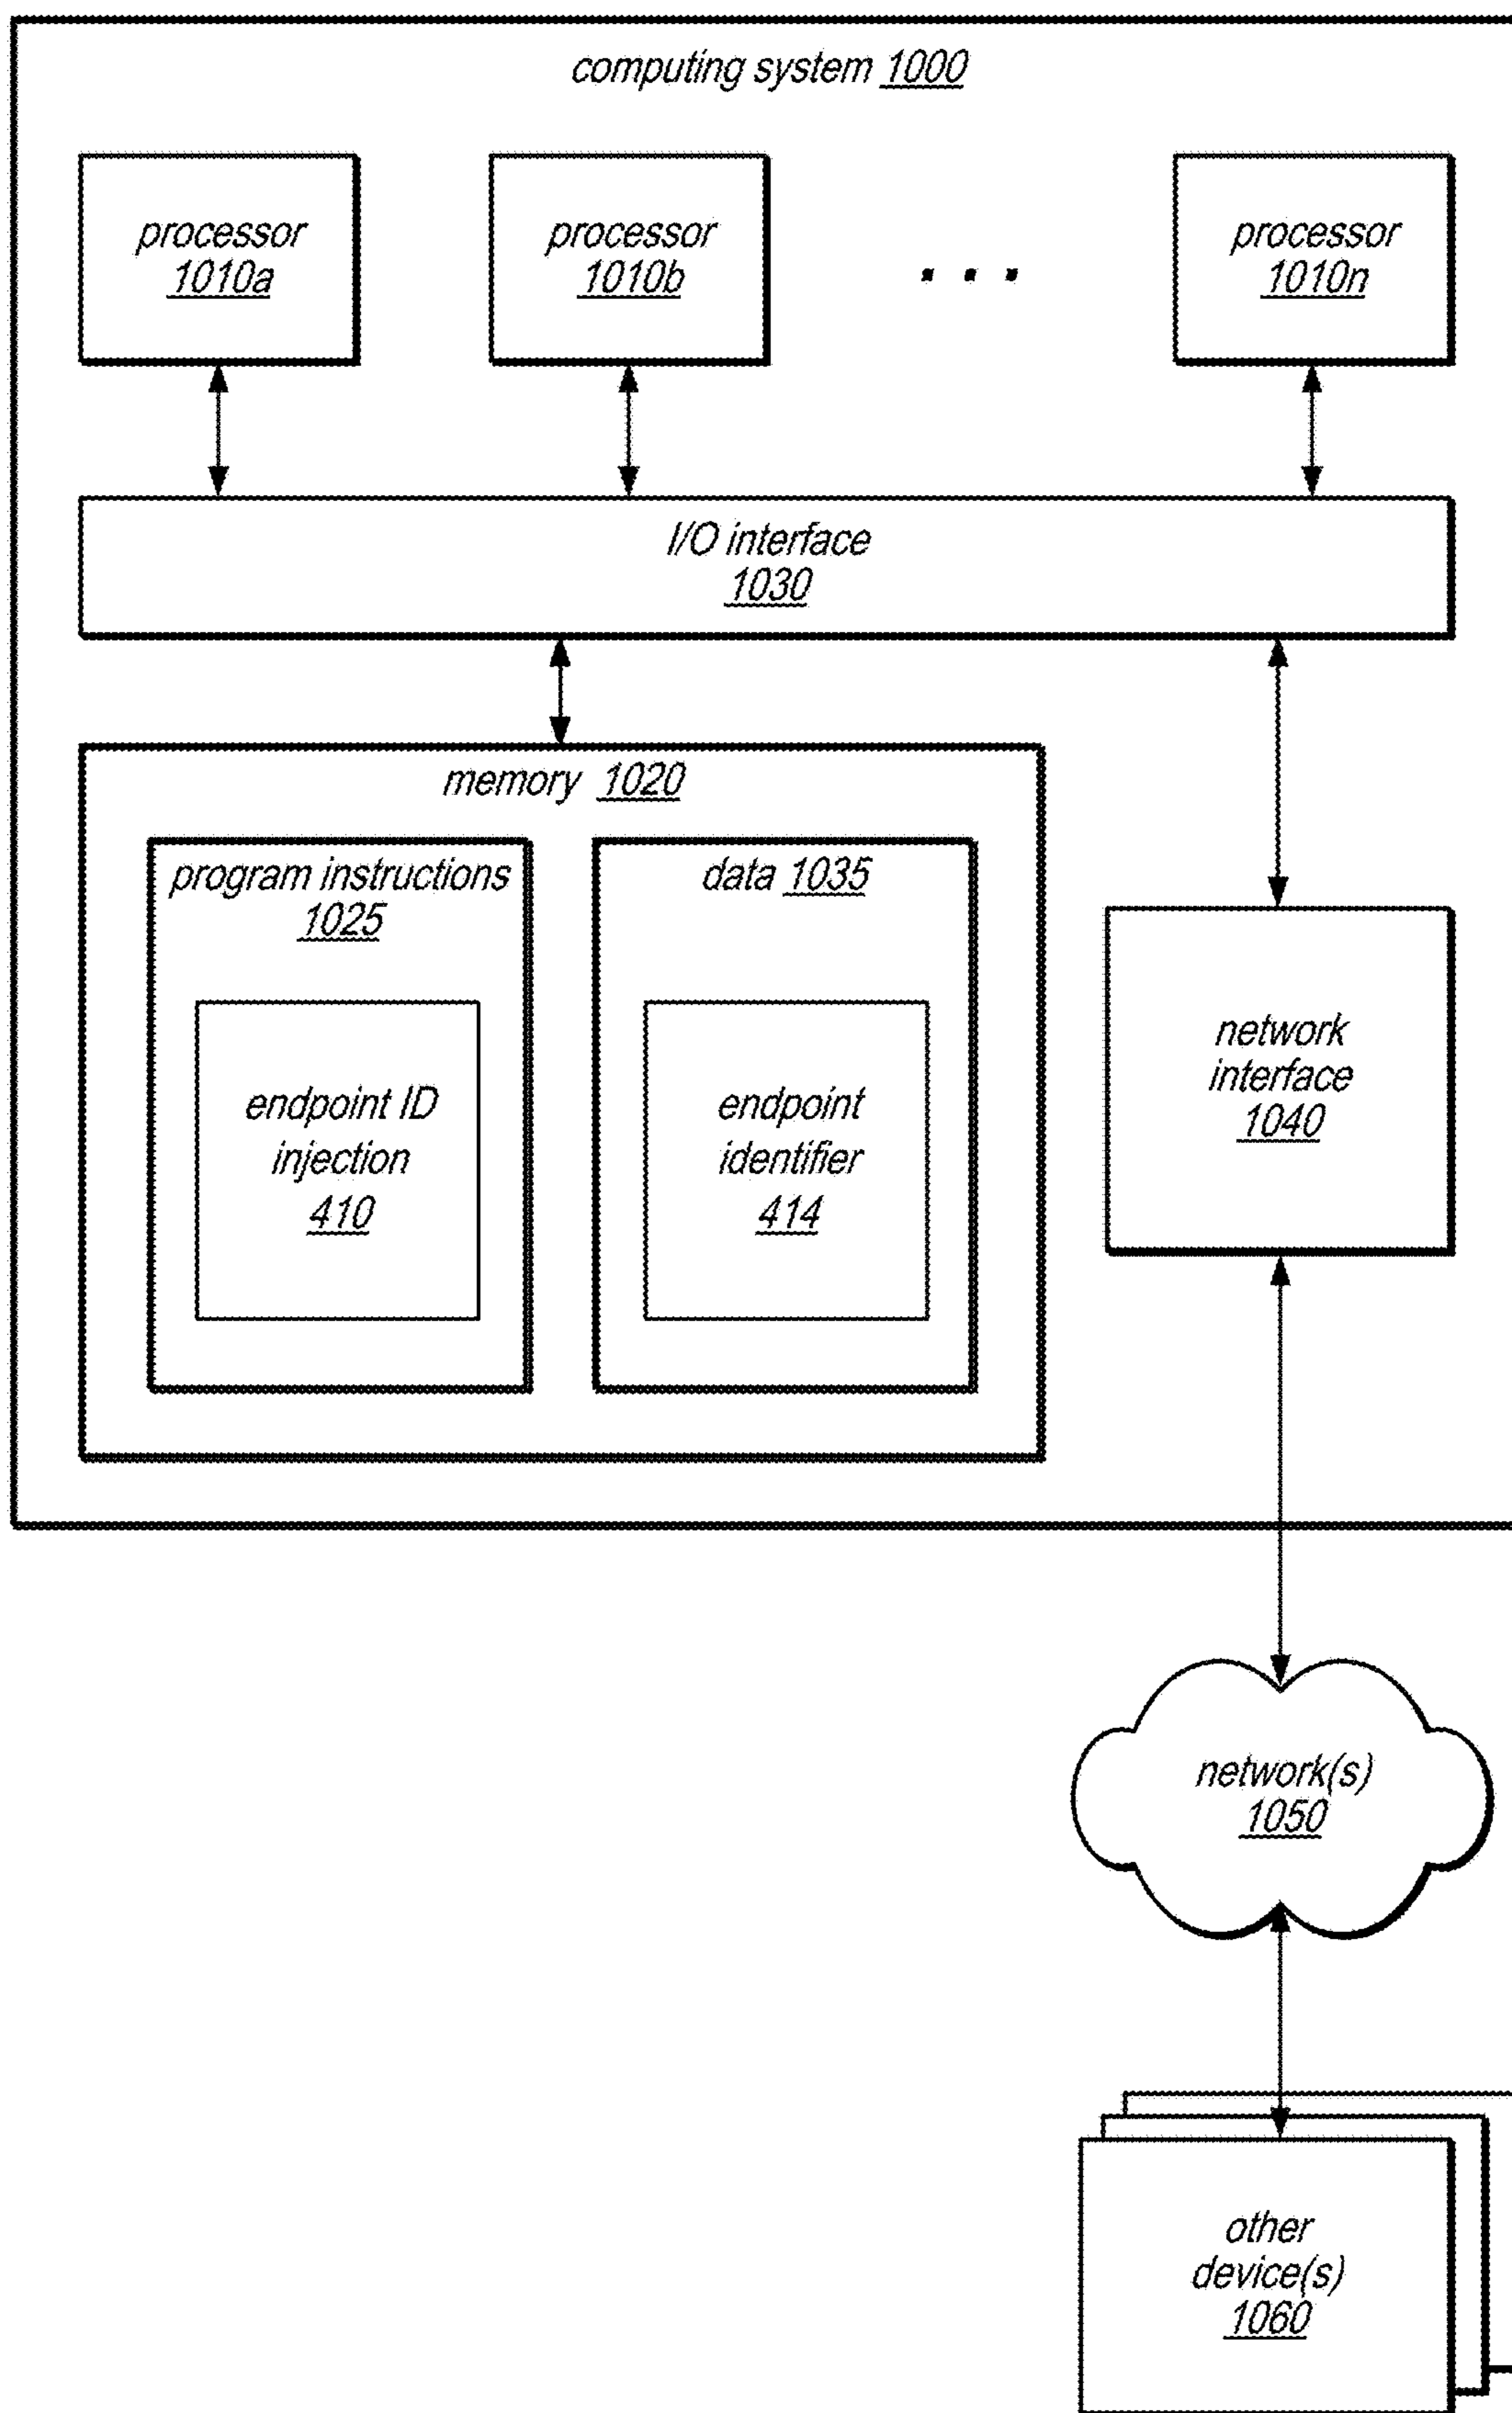 computing system 1000
processor
1010a
processor
1010b
. . .
processor
1010n
I/O interface
1030
memory 1020
program instructions
1025
data 1035
endpoint ID
injection
410
endpoint
identifier
414
network
interface
1040
network(s)
1050
other
device(s)
1060